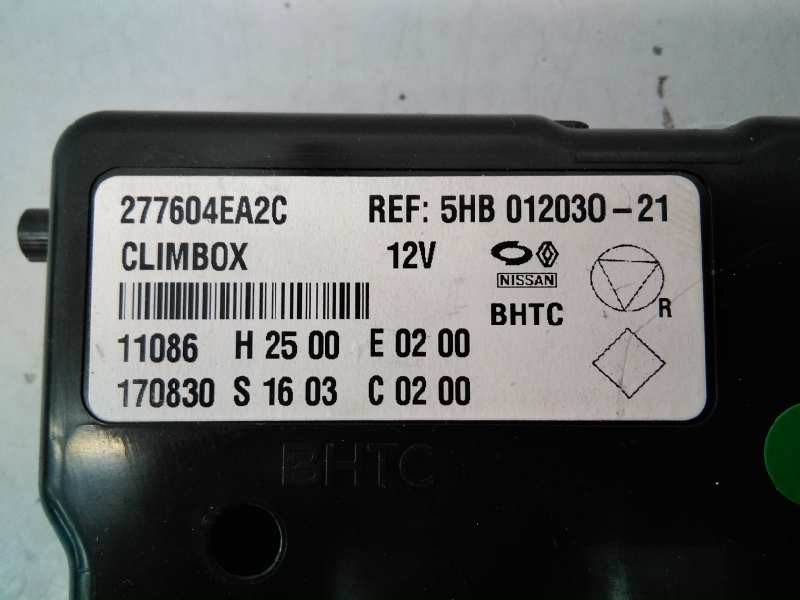 277604EA2C REF: 5HB 012030-21
CLIMBOX 12V
NISSAN
BHTC
R
11086 H 25 00 E 02 00
170830 S 16 03 C 02 00
BHTC